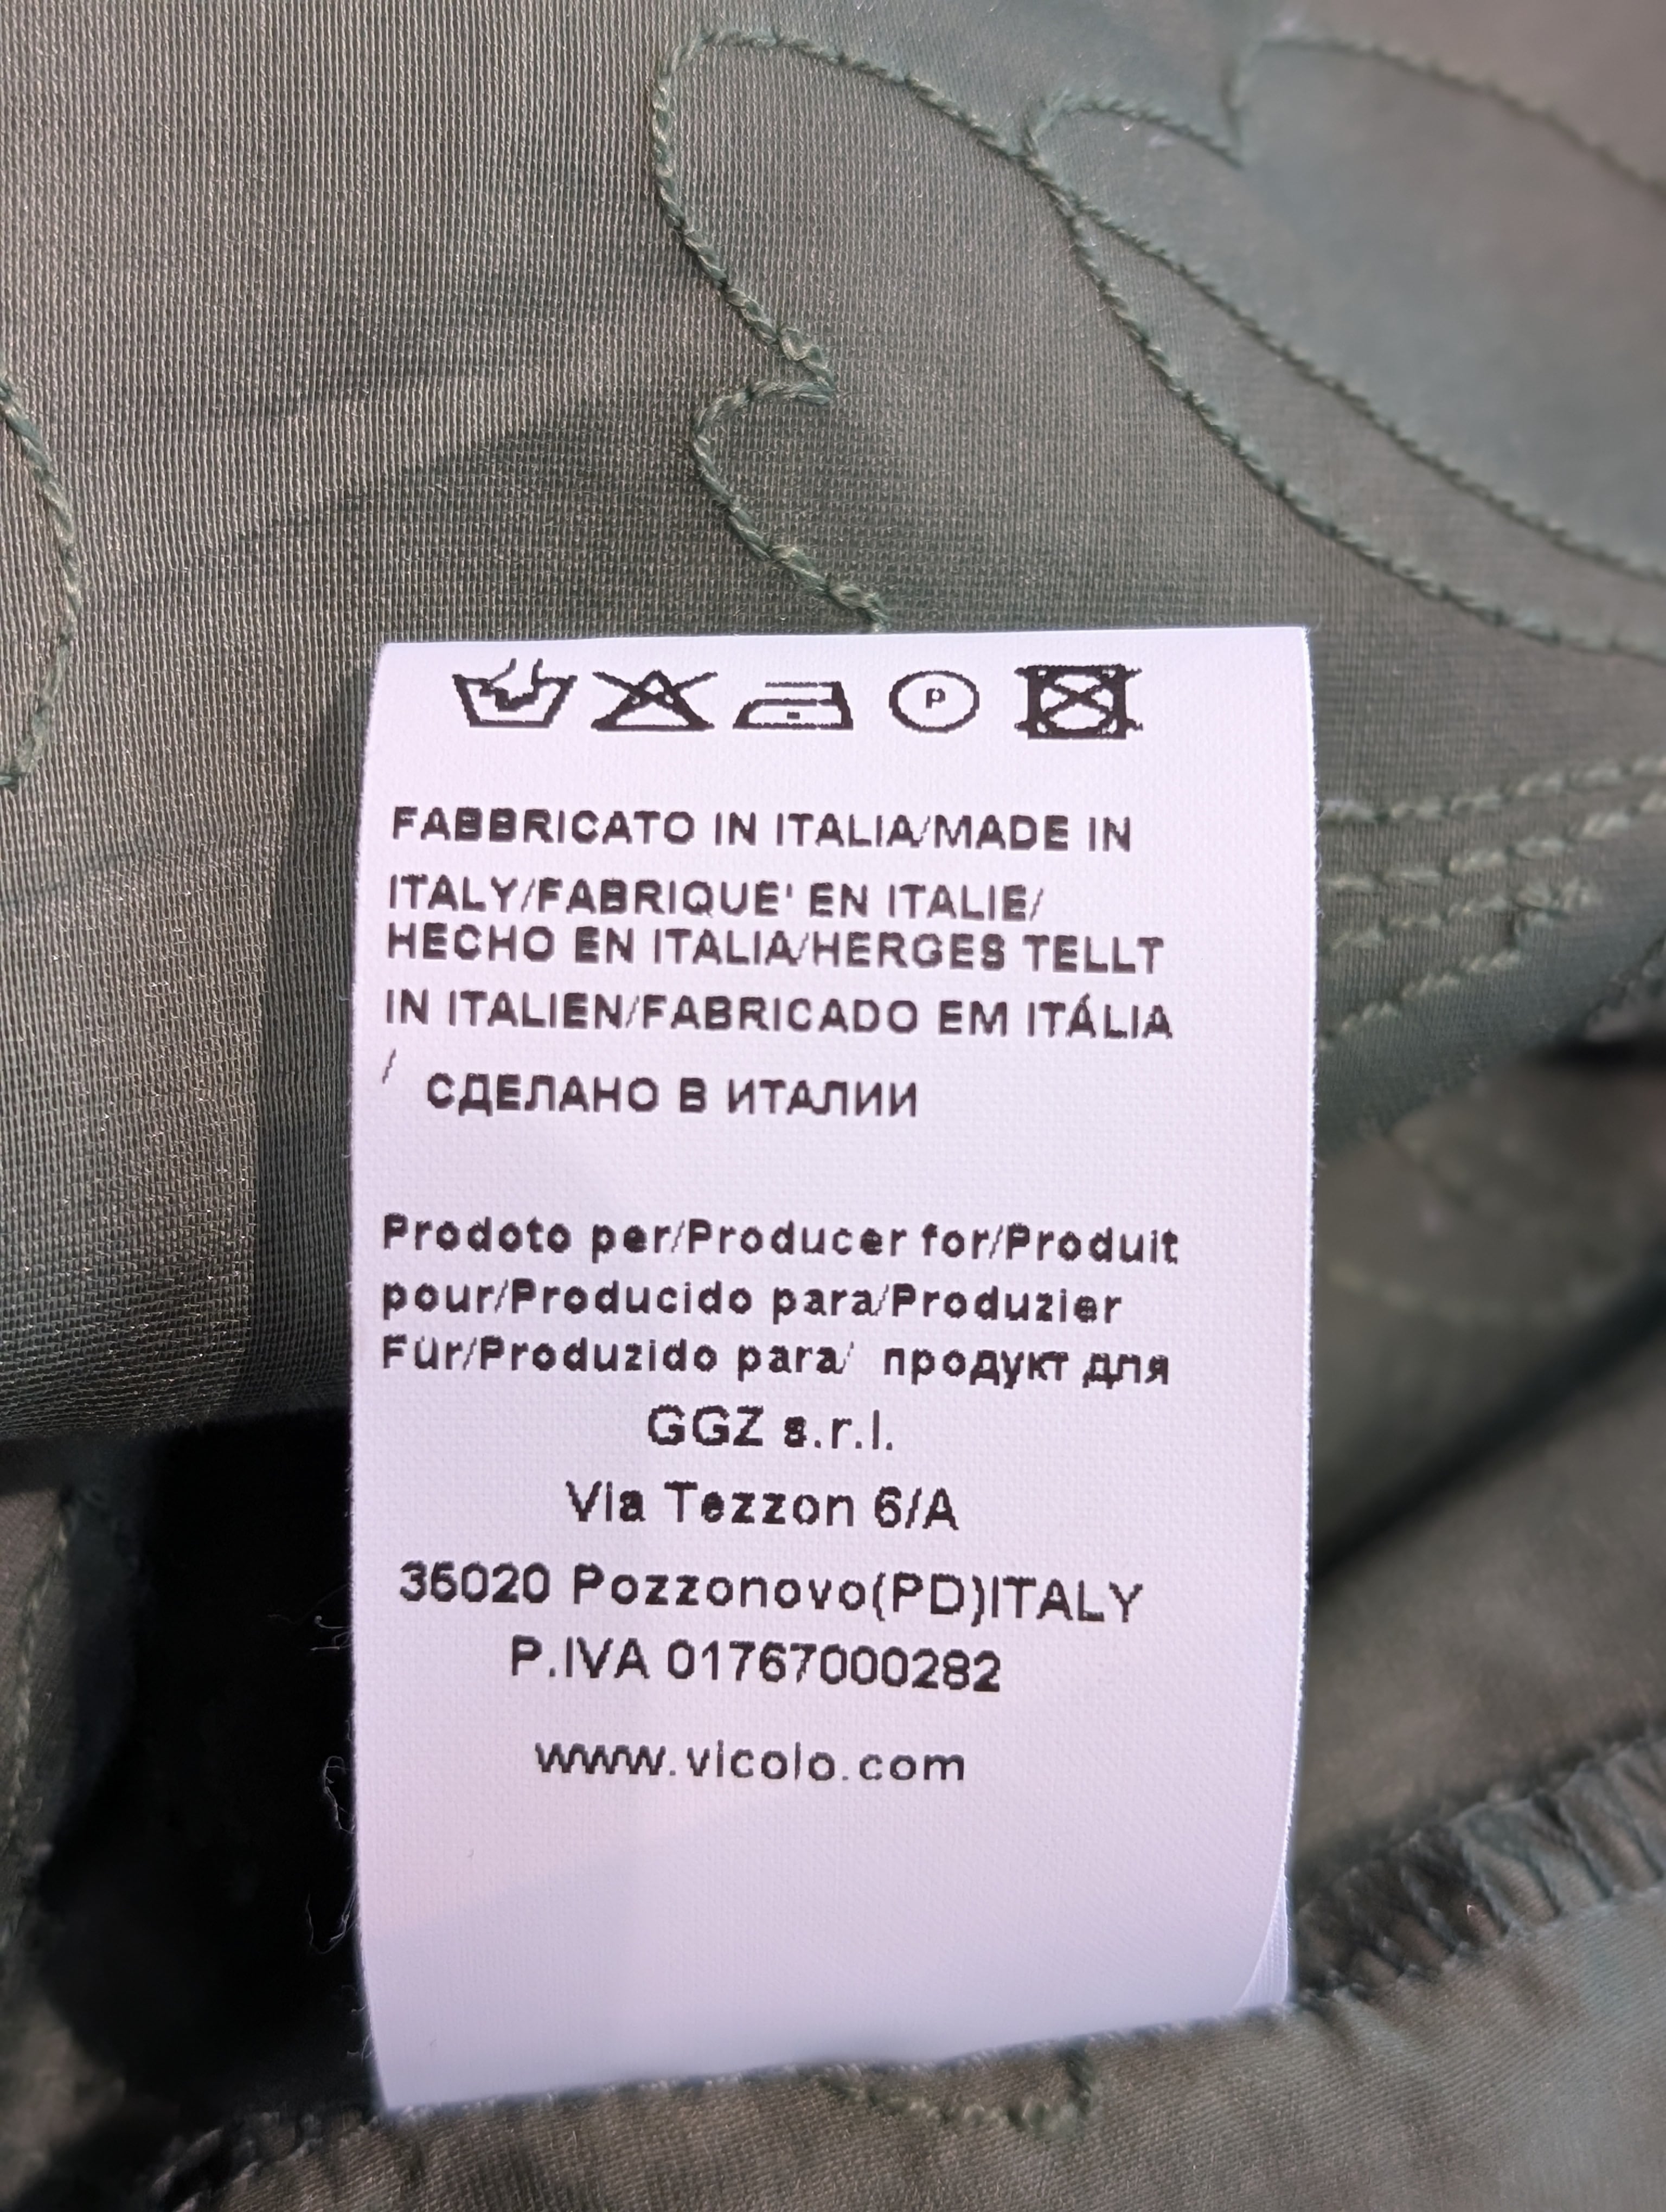 P
FABBRICATO IN ITALIA/MADE IN
ITALY/FABRIQUE' EN ITALIE/
HECHO EN ITALIA/HERGES TELLT
IN ITALIEN/FABRICADO EM ITÁLIA
/ СДЕЛАНО В ИТАЛИИ
Prodoto per/Producer for/Produit
pour/Producido para/Produzier
Für/Produzido para/ продукт для
GGZ s.r.l.
Via Tezzon 6/A
35020 Pozzonovo(PD)ITALY
P.IVA 01767000282
www.vicolo.com